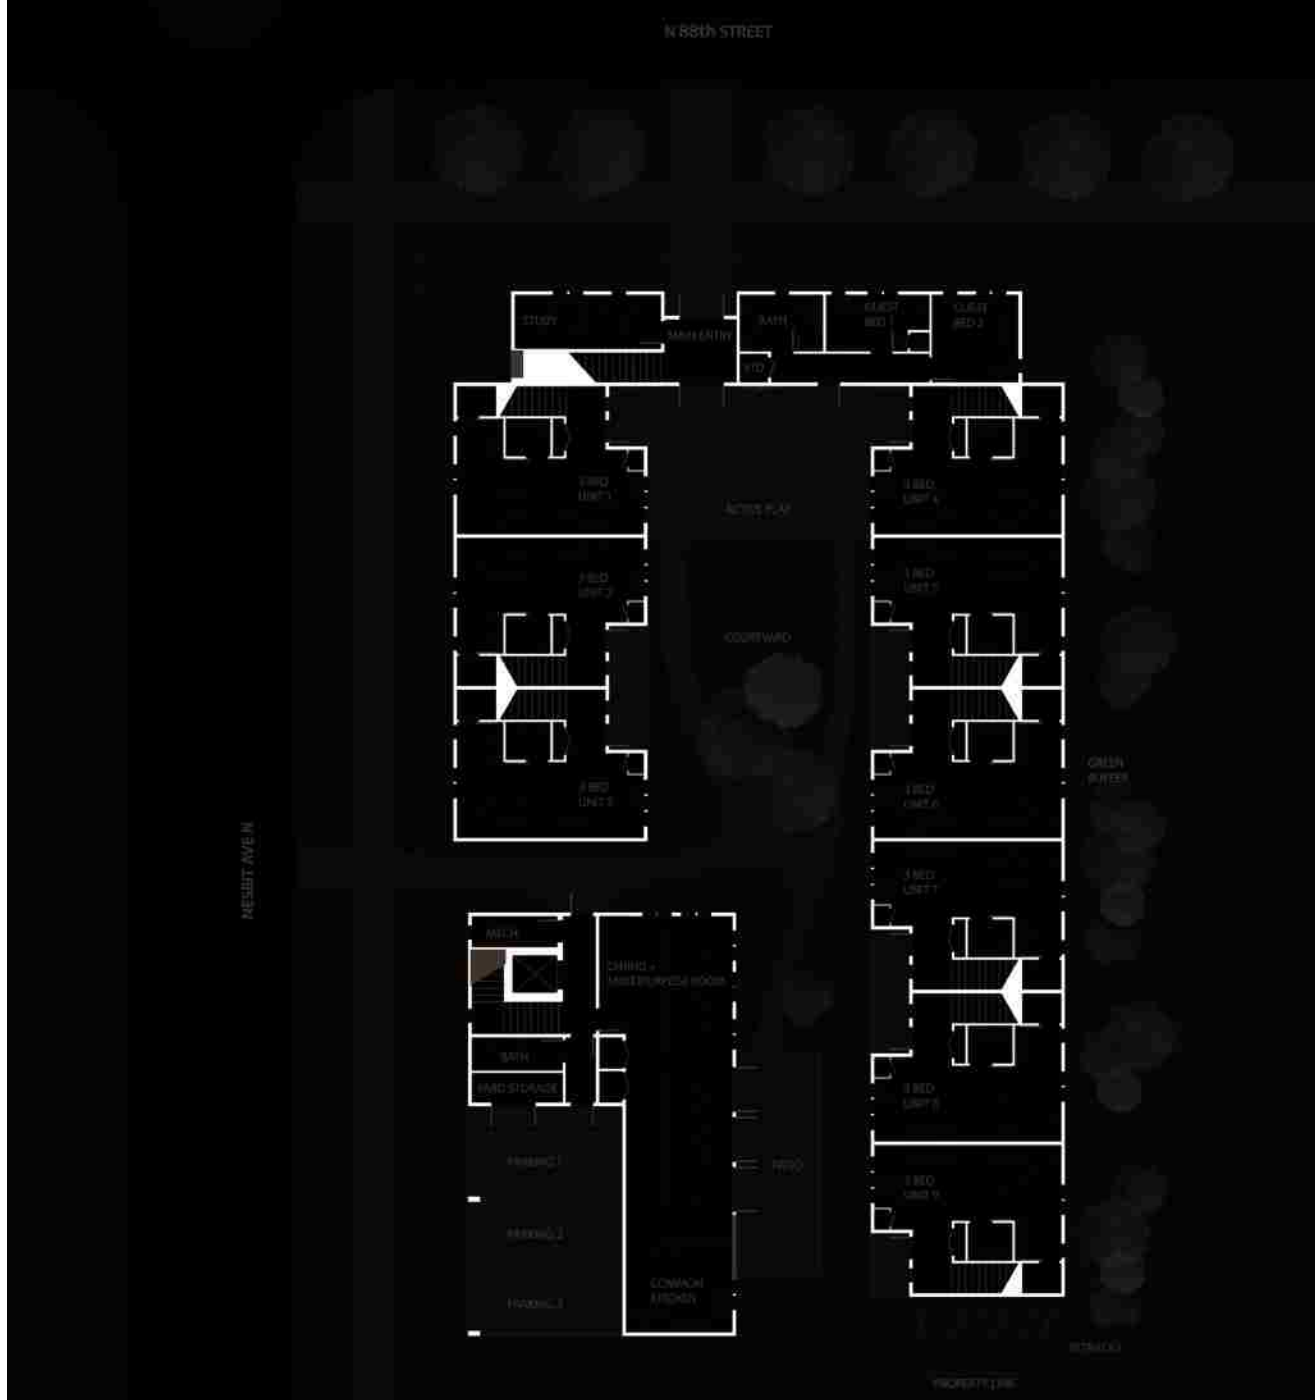 N 88th STREET
STUDY
MAIN ENTRY
BATH
GUEST
BED 1
GUEST
BED 2
STO
3 BED
UNIT 1
3 BED
UNIT 4
ACTIVE PLAY
3 BED
UNIT 2
3 BED
UNIT 5
COURTYARD
GREEN
BUFFER
3 BED
UNIT 3
3 BED
UNIT 6
NESBIT AVE N
3 BED
UNIT 7
MECH
DINING +
MULTIPURPOSE ROOM
BATH
YARD STORAGE
3 BED
UNIT 8
PARKING 1
PATIO
3 BED
UNIT 9
PARKING 2
COMMON
KITCHEN
PARKING 3
SETBACKS
PROPERTY LINE